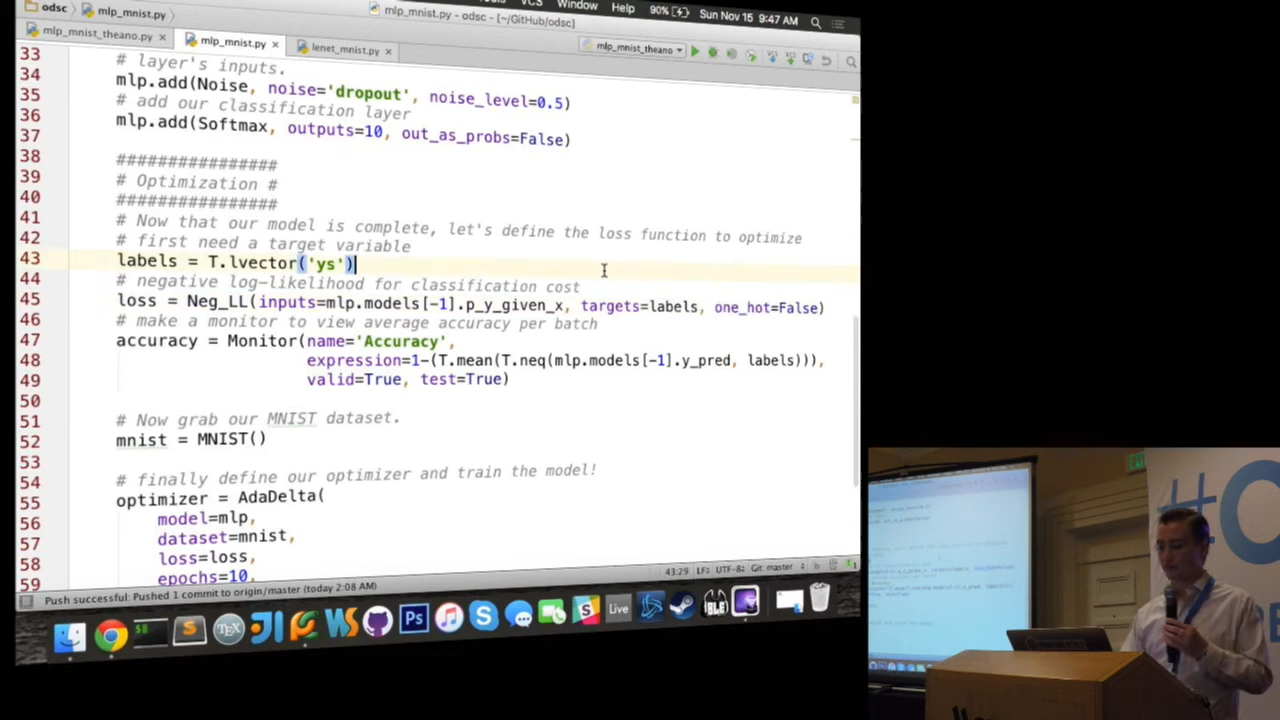 VCS Window Help 90% Sun Nov 15 9:47 AM
mlp_mnist.py - odsc - [~/GitHub/odsc]
odsc mlp_mnist.py
mlp_mnist_theano.py mlp_mnist.py lenet_mnist.py mlp_mnist_theano
33 # layer's inputs.
34 mlp.add(Noise, noise='dropout', noise_level=0.5)
35 # add our classification layer
36 mlp.add(Softmax, outputs=10, out_as_probs=False)
37
38 ################
39 # Optimization #
40 ################
41 # Now that our model is complete, let's define the loss function to optimize
42 # first need a target variable
43 labels = T.lvector('ys')
44 # negative log-likelihood for classification cost
45 loss = Neg_LL(inputs=mlp.models[-1].p_y_given_x, targets=labels, one_hot=False)
46 # make a monitor to view average accuracy per batch
47 accuracy = Monitor(name='Accuracy',
48 expression=1-(T.mean(T.neq(mlp.models[-1].y_pred, labels))),
49 valid=True, test=True)
50
51 # Now grab our MNIST dataset.
52 mnist = MNIST()
53
54 # finally define our optimizer and train the model!
55 optimizer = AdaDelta(
56 model=mlp,
57 dataset=mnist,
58 loss=loss,
59 epochs=10,
Push successful: Pushed 1 commit to origin/master (today 2:08 AM)
43:29 LF: UTF-8: Git: master
TEX JI WS Ps S Live BLE
#O